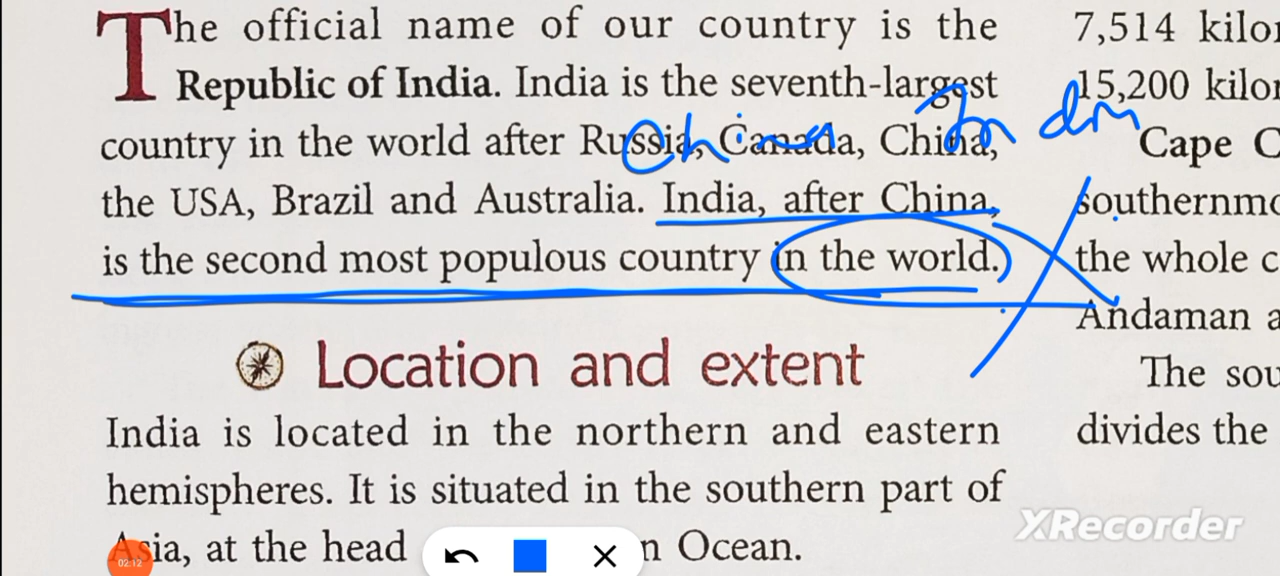 The official name of our country is the
Republic of India. India is the seventh-largest
country in the world after Russia, Canada, China,
the USA, Brazil and Australia. India, after China,
is the second most populous country in the world.
Location and extent
India is located in the northern and eastern
hemispheres. It is situated in the southern part of
Asia, at the head n Ocean.
7,514 kilo
15,200 kilo
Cape C
southernmo
the whole c
Andaman a
The sou
divides the
China
XRecorder
02:12